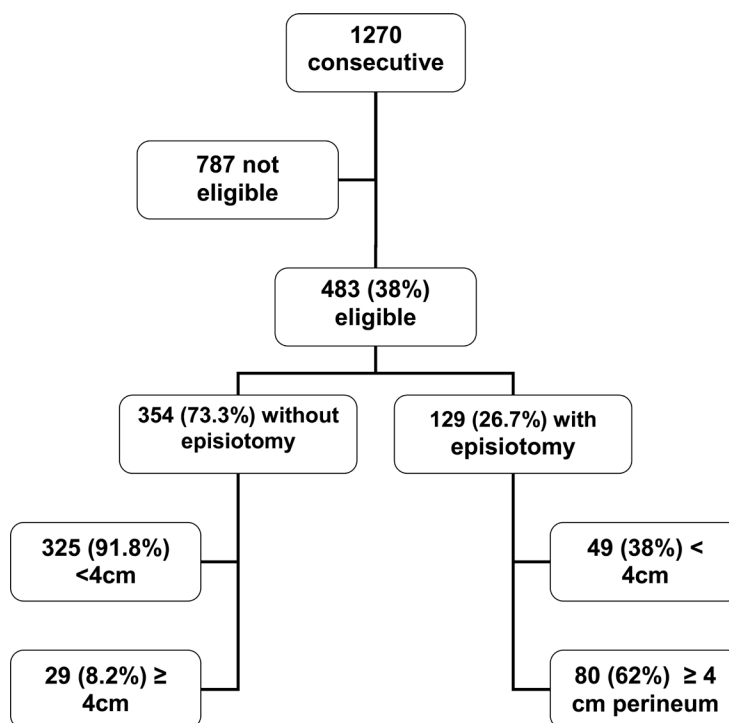 1270
consecutive
787 not
eligible
483 (38%)
eligible
354 (73.3%) without
episiotomy
129 (26.7%) with
episiotomy
325 (91.8%)
<4cm
49 (38%) <
4cm
29 (8.2%) ≥
4cm
80 (62%) ≥ 4
cm perineum